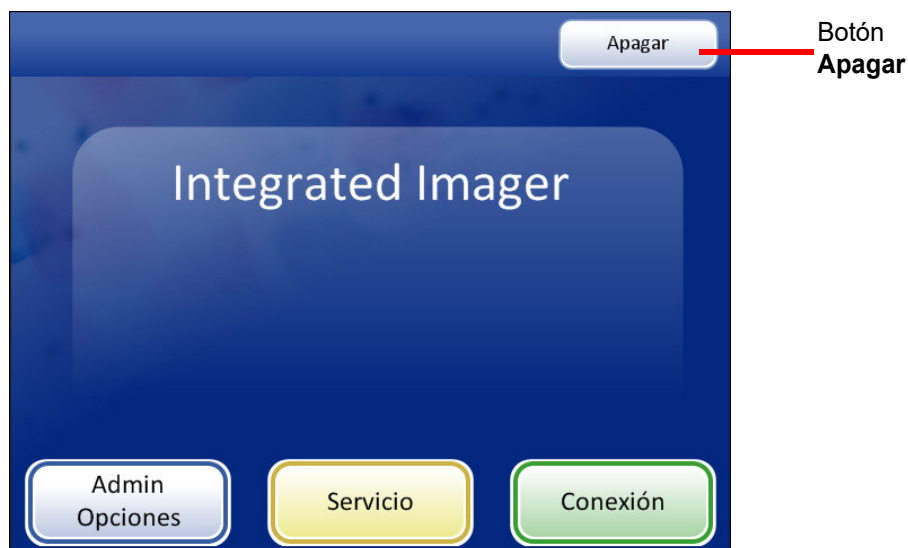 Apagar
Botón
Apagar
Integrated Imager
Admin
Opciones
Servicio
Conexión